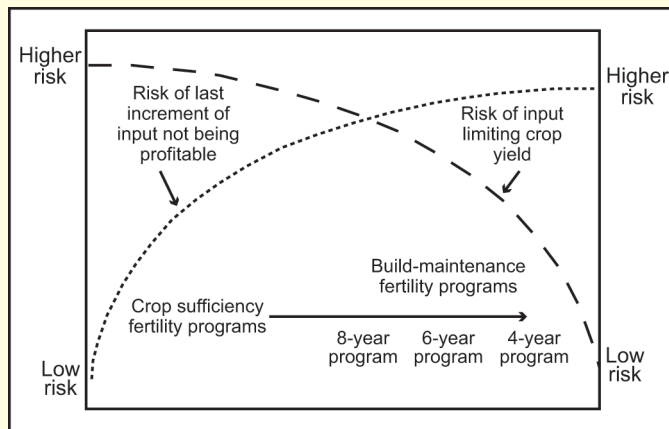 Higher
risk
Risk of last
increment of
input not being
profitable
Risk of input
limiting crop
yield
Higher
risk
Build-maintenance
fertility programs
Crop sufficiency
fertility programs
8-year
program
6-year
program
4-year
program
Low
risk
Low
risk